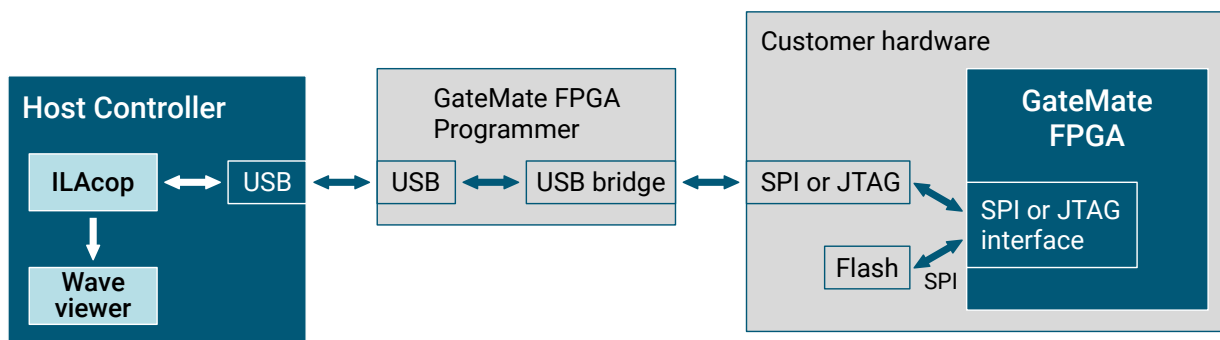 Host Controller
ILAcop
USB
Wave
viewer
GateMate FPGA
Programmer
USB
USB bridge
Customer hardware
SPI or JTAG
Flash
SPI
GateMate
FPGA
SPI or JTAG
interface